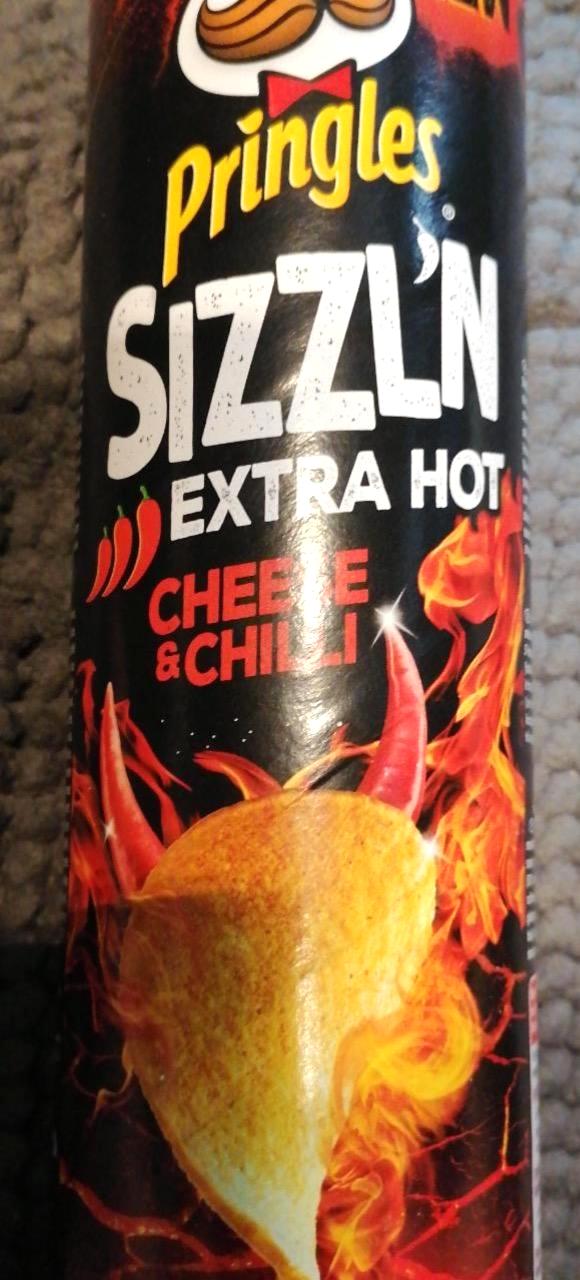 Pringles
®
SIZZL'N
EXTRA HOT
CHEESE
&CHILLI